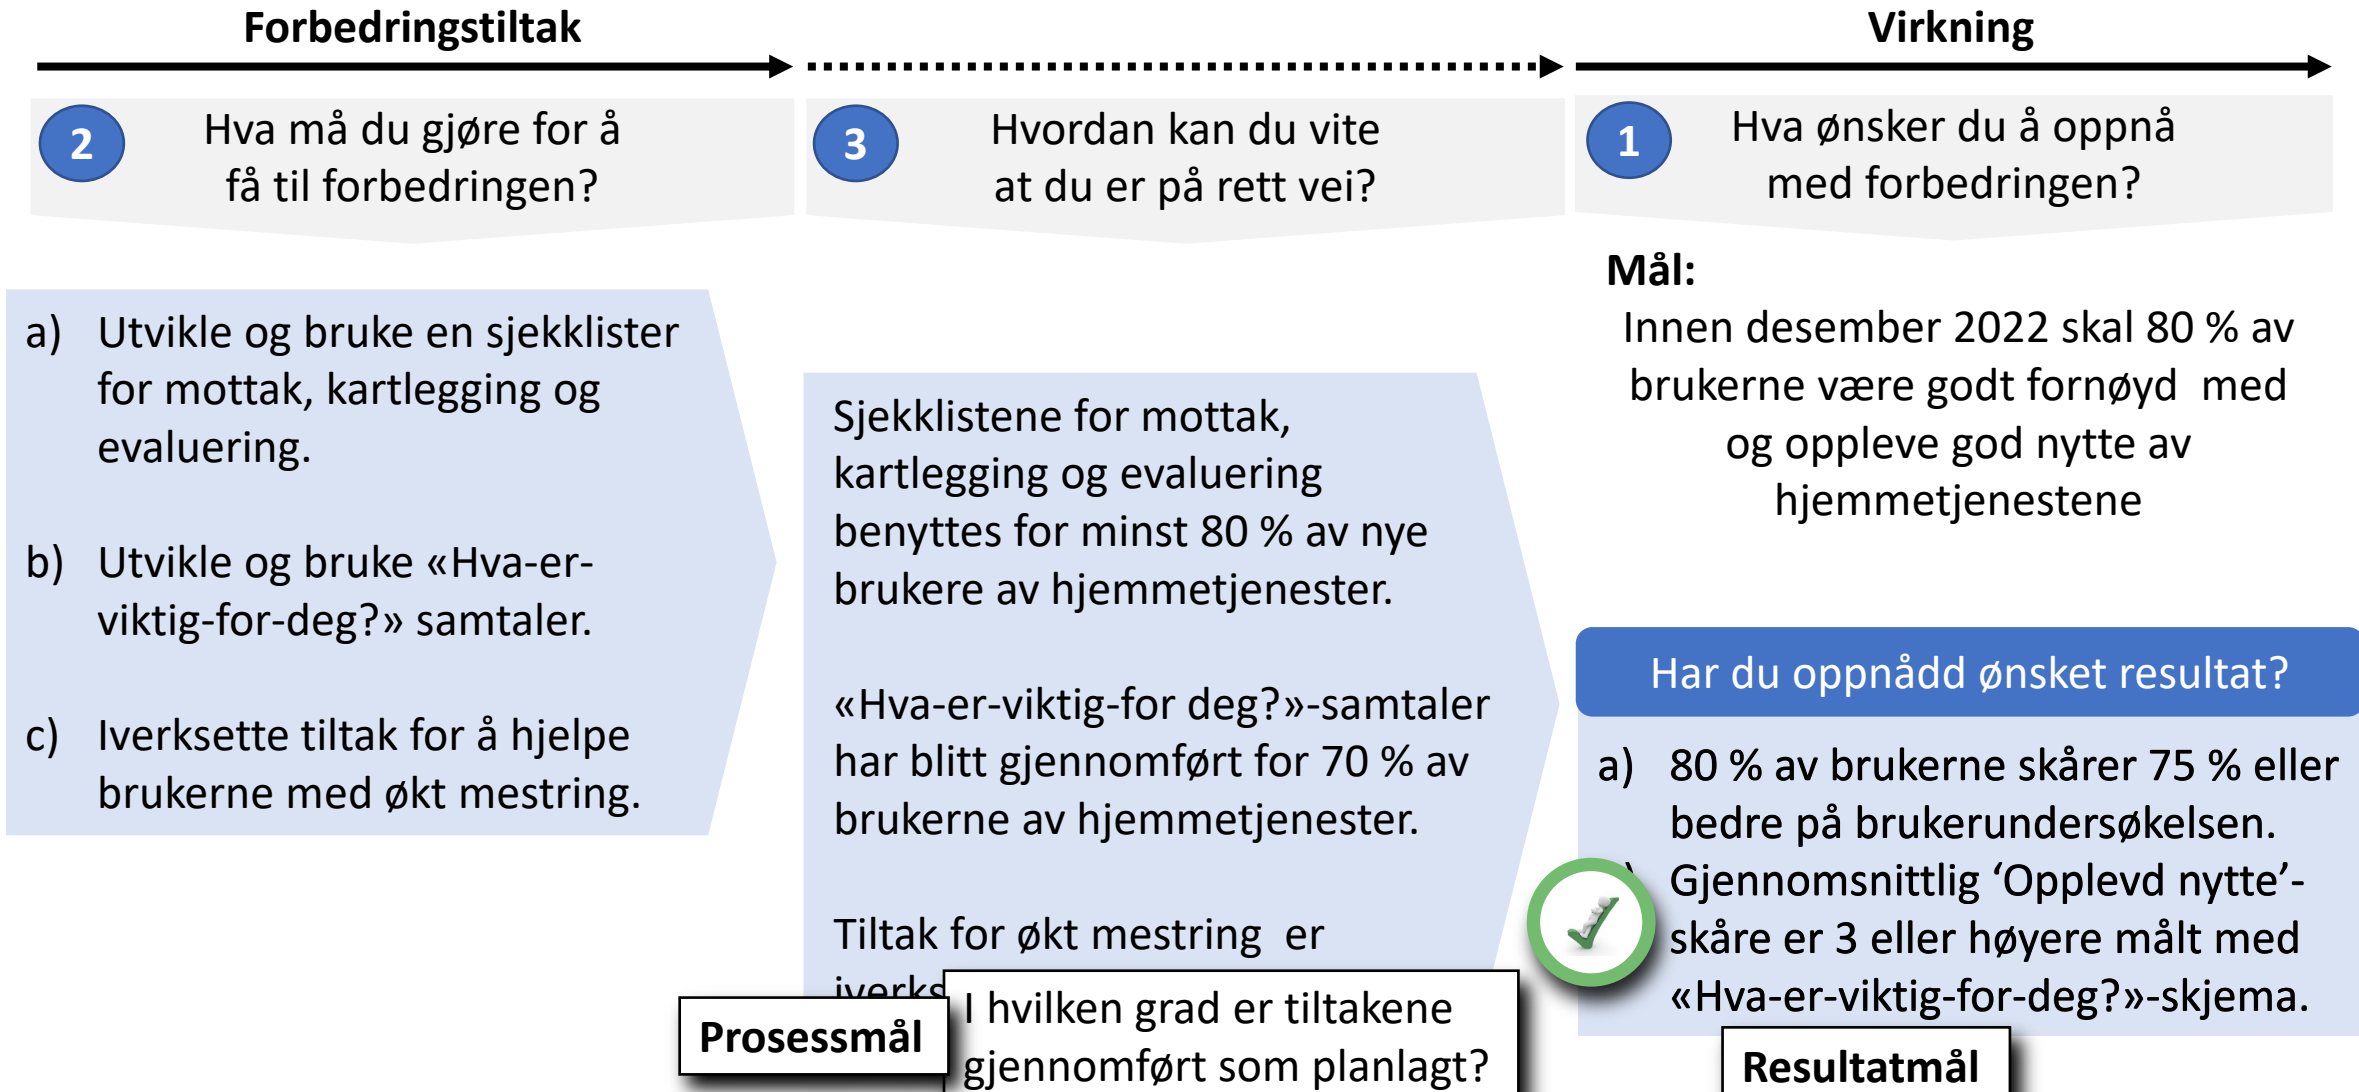 Forbedringstiltak
Virkning
2
Hva må du gjøre for å
få til forbedringen?
3
Hvordan kan du vite
at du er på rett vei?
1
Hva ønsker du å oppnå
med forbedringen?
a) Utvikle og bruke en sjekklister
for mottak, kartlegging og
evaluering.
b) Utvikle og bruke «Hva-er-
viktig-for-deg?» samtaler.
c) Iverksette tiltak for å hjelpe
brukerne med økt mestring.
Sjekklistene for mottak,
kartlegging og evaluering
benyttes for minst 80 % av nye
brukere av hjemmetjenester.
«Hva-er-viktig-for deg?»-samtaler
har blitt gjennomført for 70 % av
brukerne av hjemmetjenester.
Tiltak for økt mestring er
Prosessmål
I hvilken grad er tiltakene
gjennomført som planlagt?
Mål:
Innen desember 2022 skal 80 % av
brukerne være godt fornøyd med
og oppleve god nytte av
hjemmetjenestene
Har du oppnådd ønsket resultat?
a) 80 % av brukerne skårer 75 % eller
bedre på brukerundersøkelsen.
Gjennomsnittlig ‘Opplevd nytte’-
skåre er 3 eller høyere målt med
«Hva-er-viktig-for-deg?»-skjema.
Resultatmål